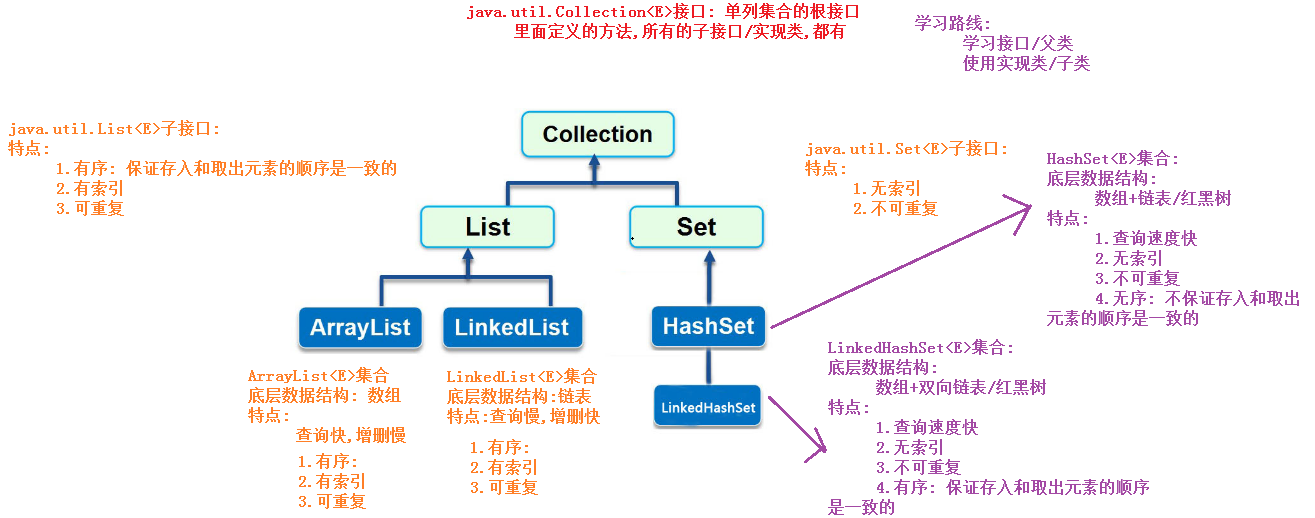 java.util.Collection<E>接口: 单列集合的根接口
里面定义的方法,所有的子接口/实现类,都有
学习路线:
学习接口/父类
使用实现类/子类
Collection
java.util.List<E>子接口:
特点:
1.有序: 保证存入和取出元素的顺序是一致的
2.有索引
3.可重复
java.util.Set<E>子接口:
特点:
1.无索引
2.不可重复
HashSet<E>集合:
底层数据结构:
数组+链表/红黑树
特点:
1.查询速度快
2.无索引
3.不可重复
4.无序: 不保证存入和取出
元素的顺序是一致的
List
Set
ArrayList
LinkedList
HashSet
LinkedHashSet
ArrayList<E>集合
底层数据结构: 数组
特点:
查询快,增删慢
1.有序:
2.有索引
3.可重复
LinkedList<E>集合
底层数据结构:链表
特点:查询慢,增删快
1.有序:
2.有索引
3.可重复
LinkedHashSet<E>集合:
底层数据结构:
数组+双向链表/红黑树
特点:
1.查询速度快
2.无索引
3.不可重复
4.有序: 保证存入和取出元素的顺序
是一致的